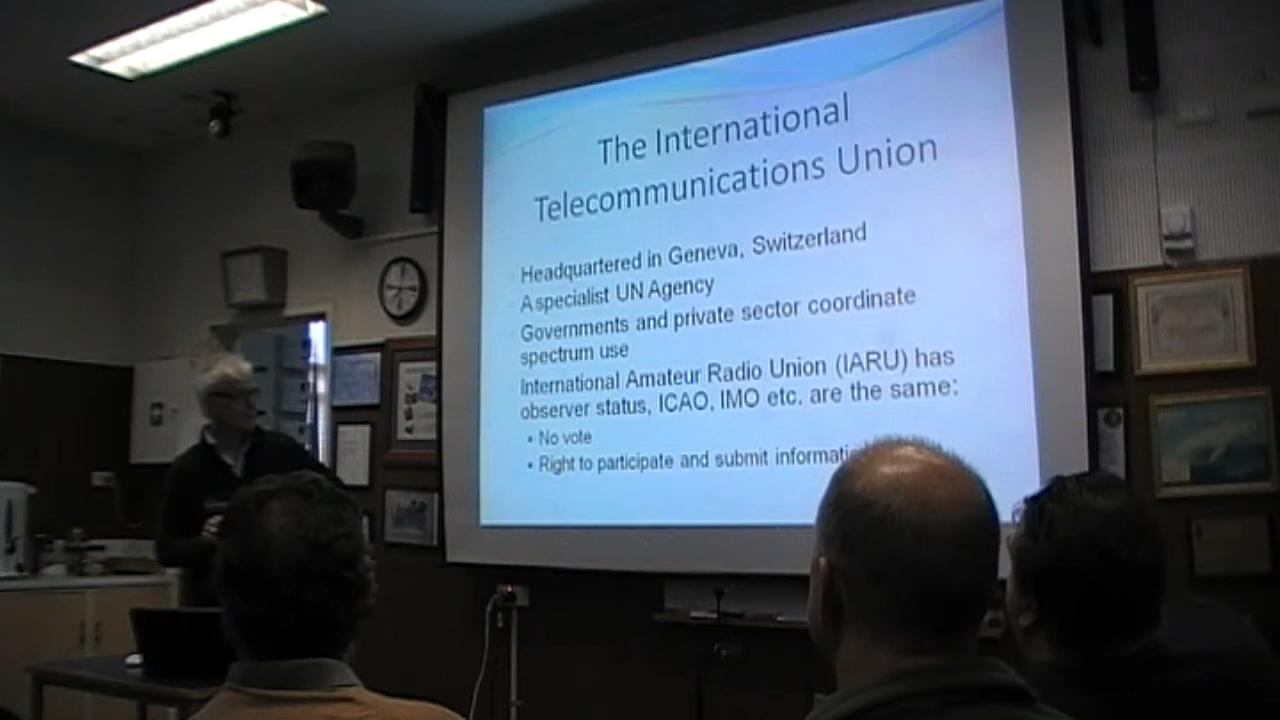 The International
Telecommunications Union
Headquartered in Geneva, Switzerland
A specialist UN Agency
Governments and private sector coordinate
spectrum use
International Amateur Radio Union (IARU) has
observer status, ICAO, IMO etc. are the same:
• No vote
• Right to participate and submit